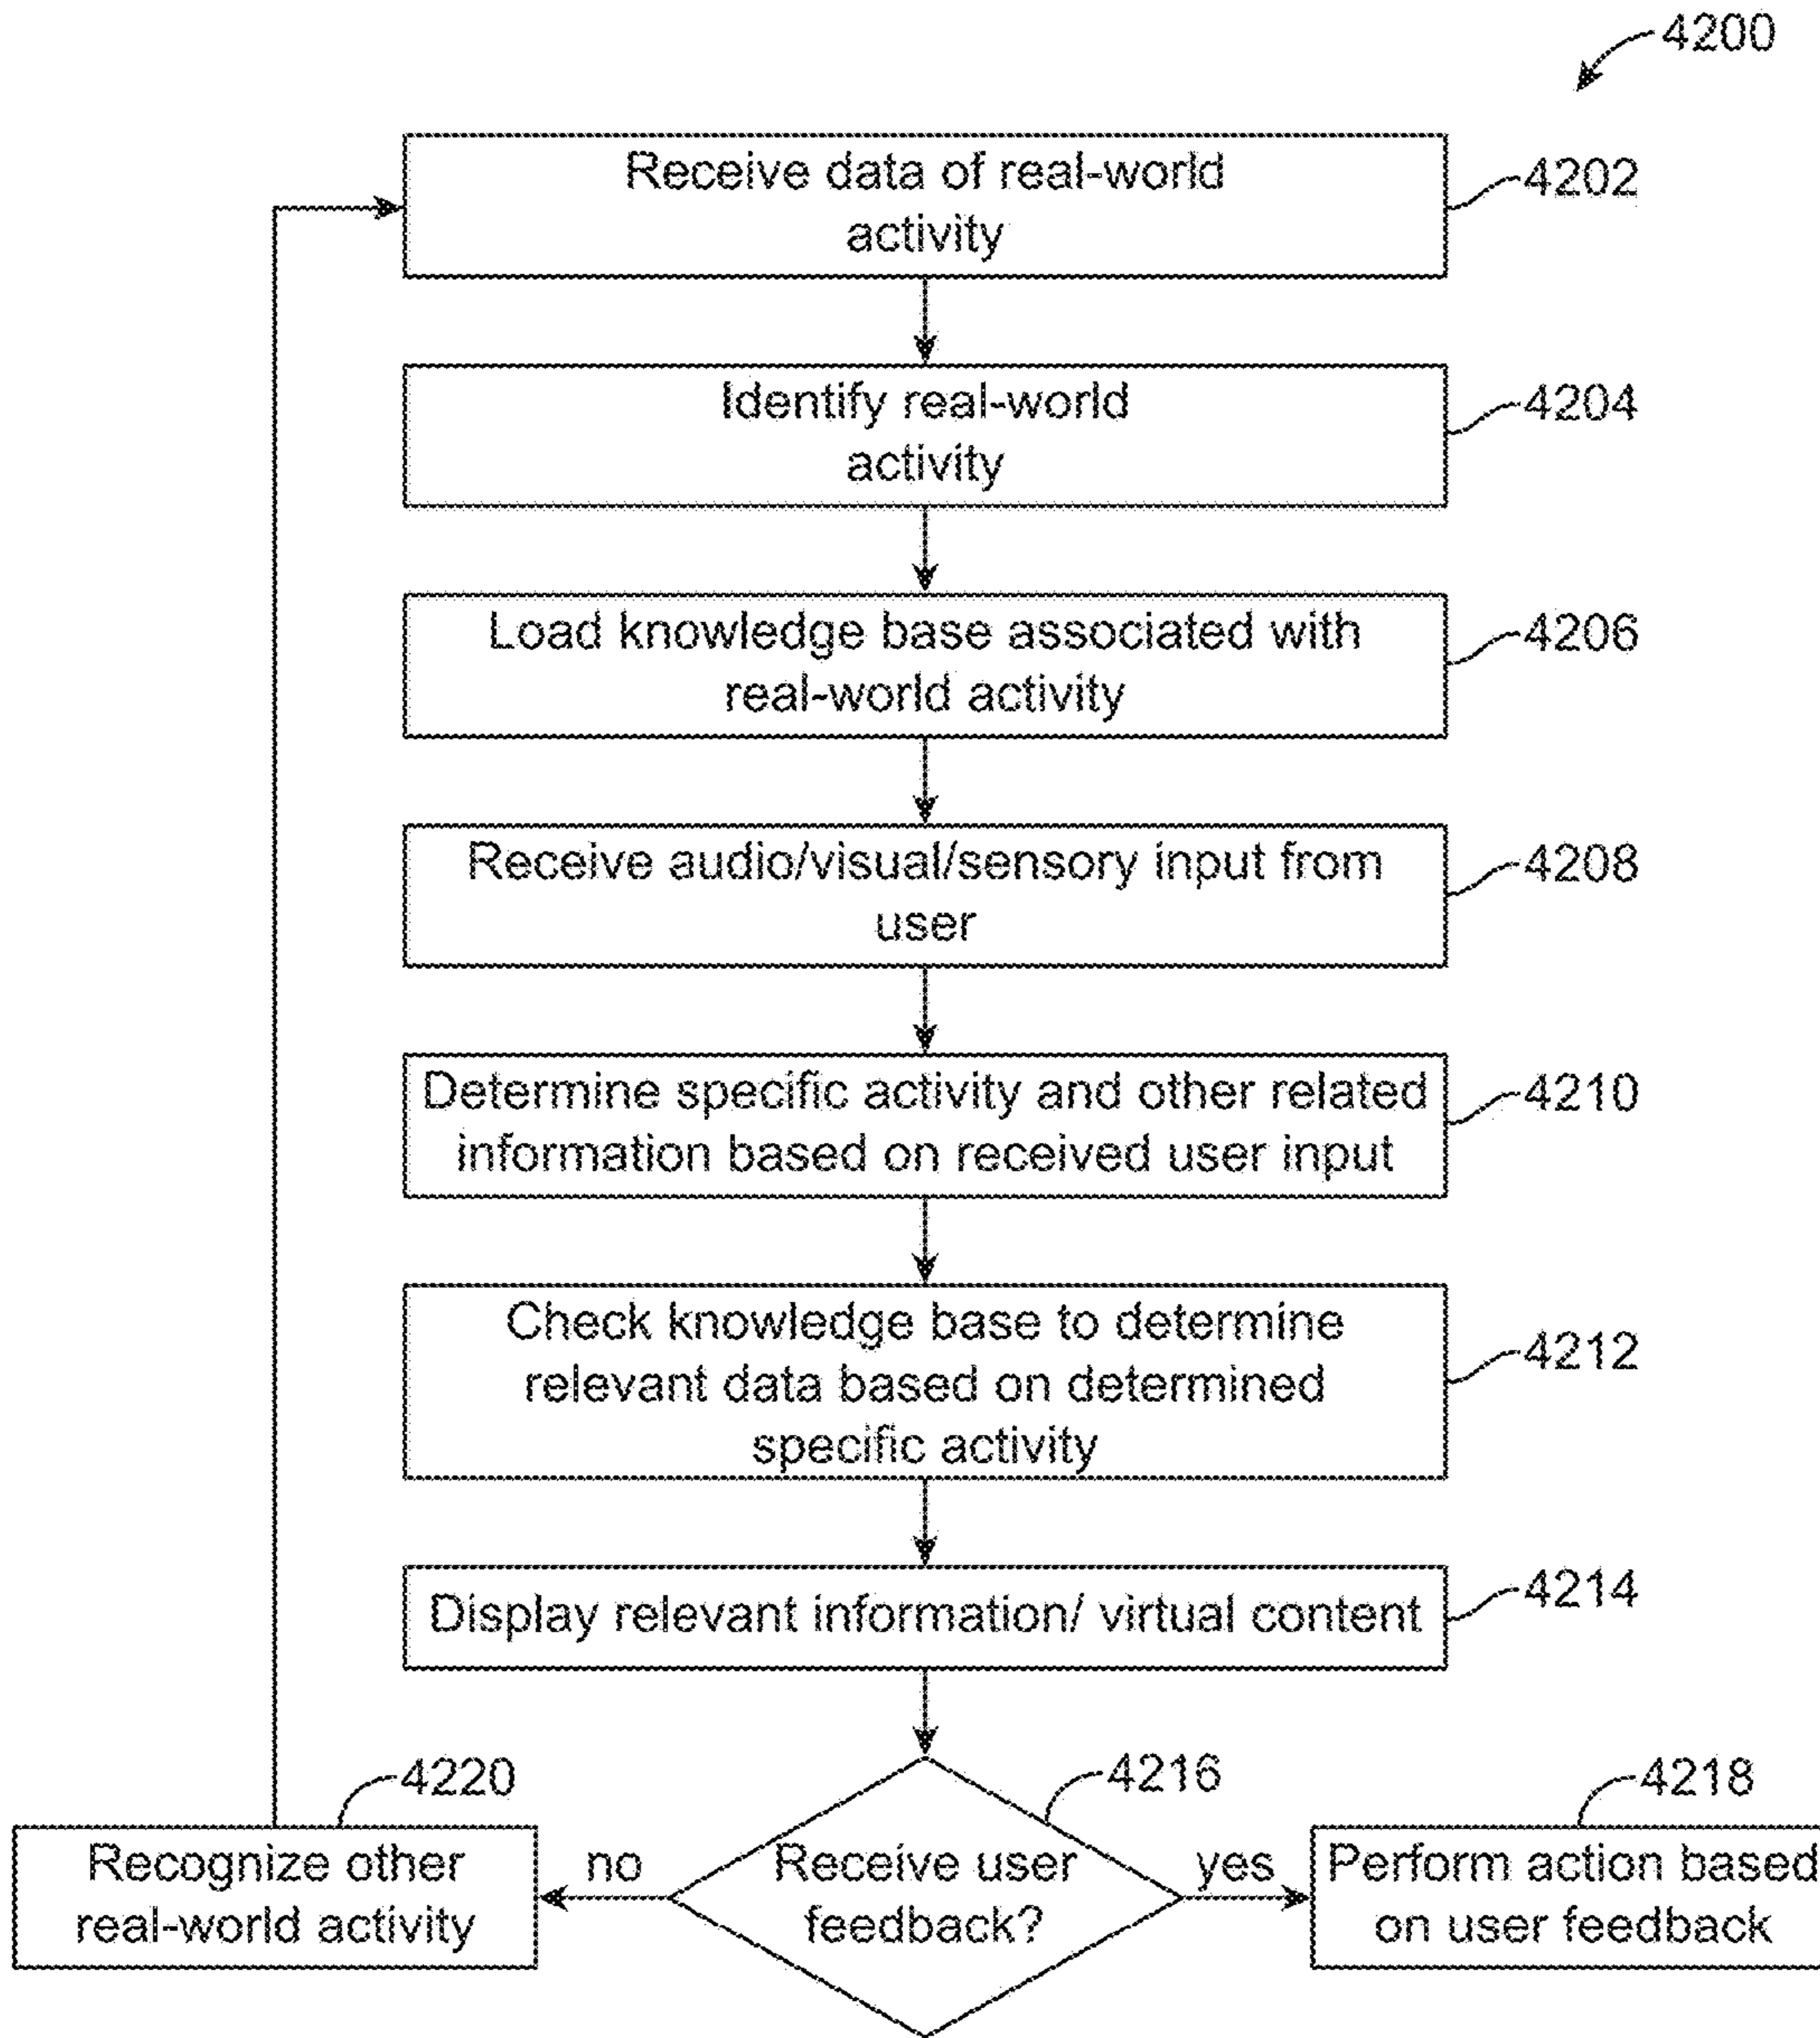 4200
Receive data of real-world
activity
4202
Identify real-world
activity
4204
Load knowledge base associated with
real-world activity
4206
Receive audio/visual/sensory input from
user
4208
Determine specific activity and other related
information based on received user input
4210
Check knowledge base to determine
relevant data based on determined
specific activity
4212
Display relevant information/ virtual content
4214
4220
4216
4218
Recognize other
real-world activity
no
Receive user
feedback?
yes
Perform action based
on user feedback